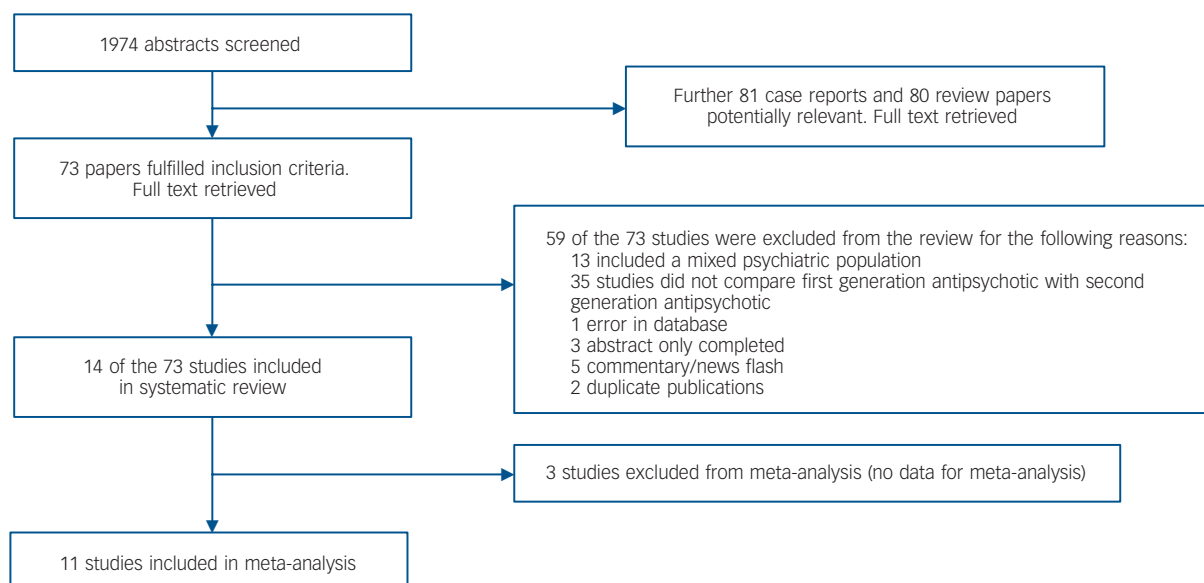 1974 abstracts screened
Further 81 case reports and 80 review papers
potentially relevant. Full text retrieved
73 papers fulfilled inclusion criteria.
Full text retrieved
59 of the 73 studies were excluded from the review for the following reasons:
13 included a mixed psychiatric population
35 studies did not compare first generation antipsychotic with second
generation antipsychotic
1 error in database
3 abstract only completed
5 commentary/news flash
2 duplicate publications
14 of the 73 studies included
in systematic review
3 studies excluded from meta-analysis (no data for meta-analysis)
11 studies included in meta-analysis